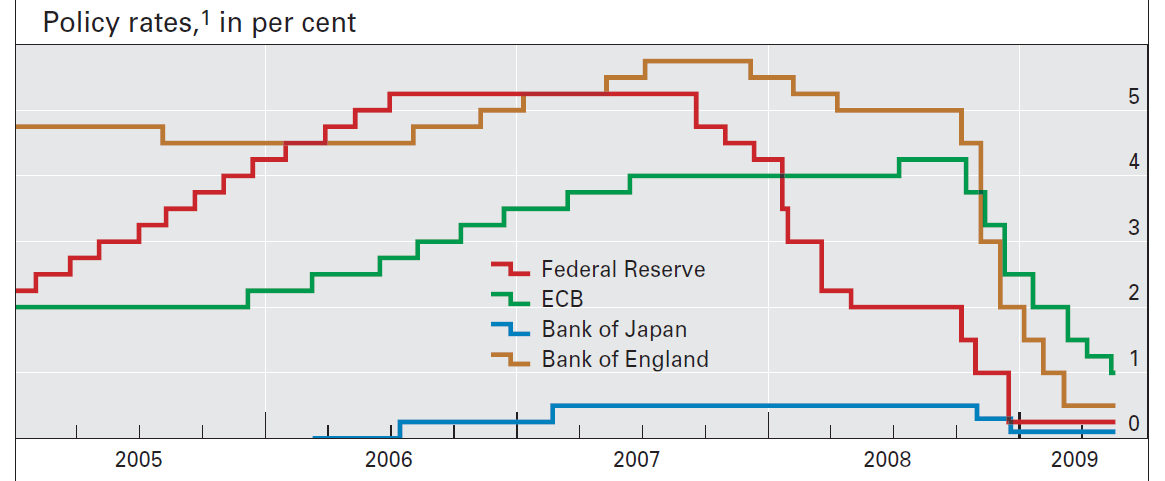 Policy rates,¹ in per cent
5
4
3
2
1
0
Federal Reserve
ECB
Bank of Japan
Bank of England
2005 2006 2007 2008 2009